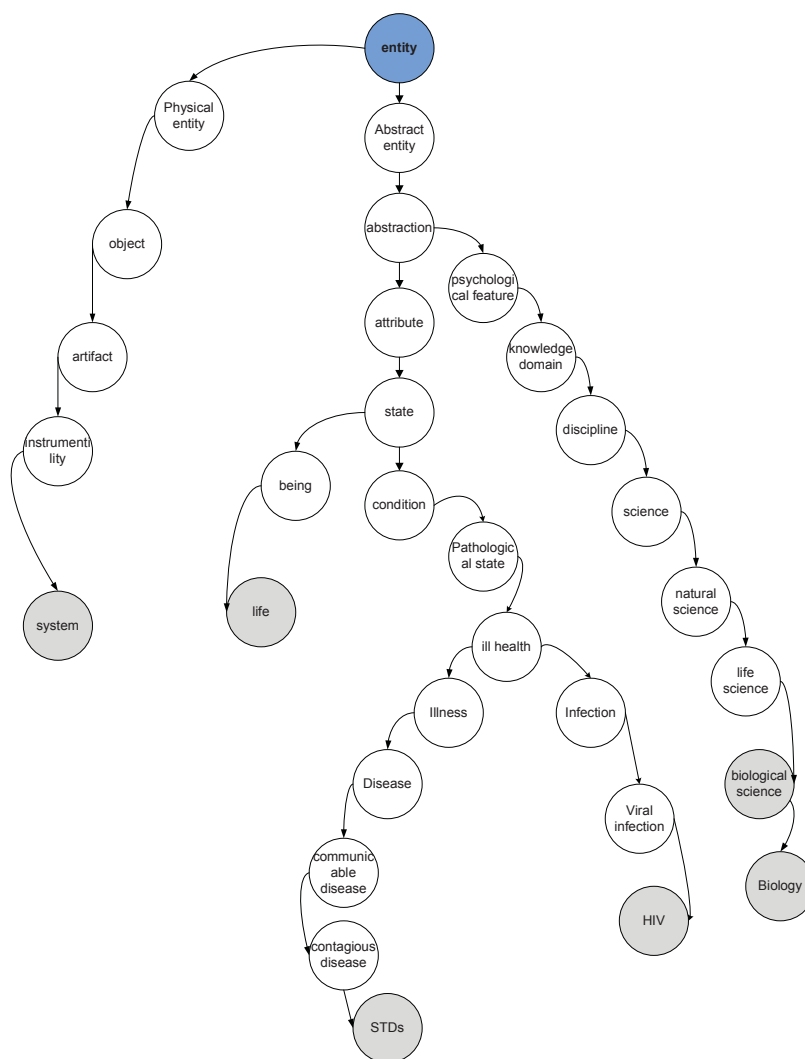 entity
Physical
entity
Abstract
entity
object
abstraction
psychologi
cal feature
attribute
knowledge
domain
artifact
state
discipline
instrumenti
lity
being
condition
science
Pathologic
al state
natural
science
system
life
ill health
life
science
Illness
Infection
Disease
biological
science
Viral
infection
communic
able
disease
Biology
HIV
contagious
disease
STDs